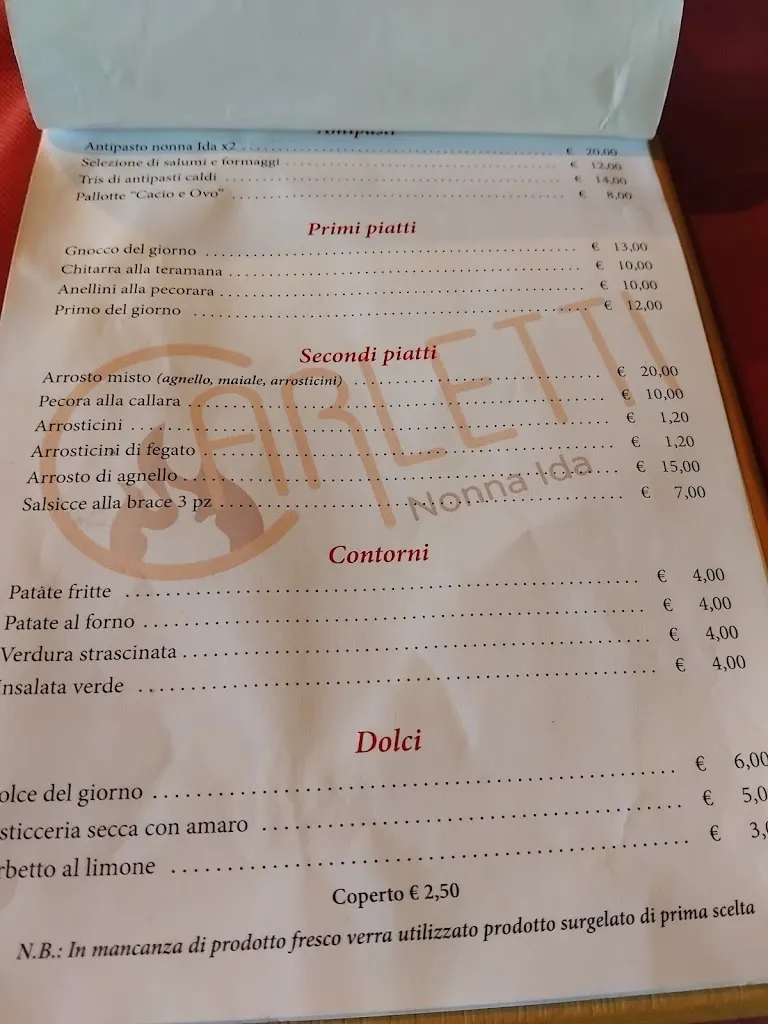 Antipasti
Antipasto nonna Ida x2 ........ € 20,00
Selezione di salumi e formaggi ........ € 12,00
Tris di antipasti caldi ........ € 14,00
Pallotte "Cacio e Ovo" ........ € 8,00
Primi piatti
Gnocco del giorno ........ € 13,00
Chitarra alla teramana ........ € 10,00
Anellini alla pecorara ........ € 10,00
Primo del giorno ........ € 12,00
Secondi piatti
Arrosto misto (agnello, maiale, arrosticini) ........ € 20,00
Pecora alla callara ........ € 10,00
Arrosticini ........ € 1,20
Arrosticini di fegato ........ € 1,20
Arrosto di agnello ........ € 15,00
Salsicce alla brace 3 pz ........ € 7,00
CARLETTI
Nonna Ida
Contorni
Patate fritte ........ € 4,00
Patate al forno ........ € 4,00
Verdura strascinata ........ € 4,00
nsalata verde ........ € 4,00
Dolci
olce del giorno ........ € 6,00
sticceria secca con amaro ........ € 5,0
rbetto al limone ........ € 3,
Coperto € 2,50
N.B.: In mancanza di prodotto fresco verra utilizzato prodotto surgelato di prima scelta